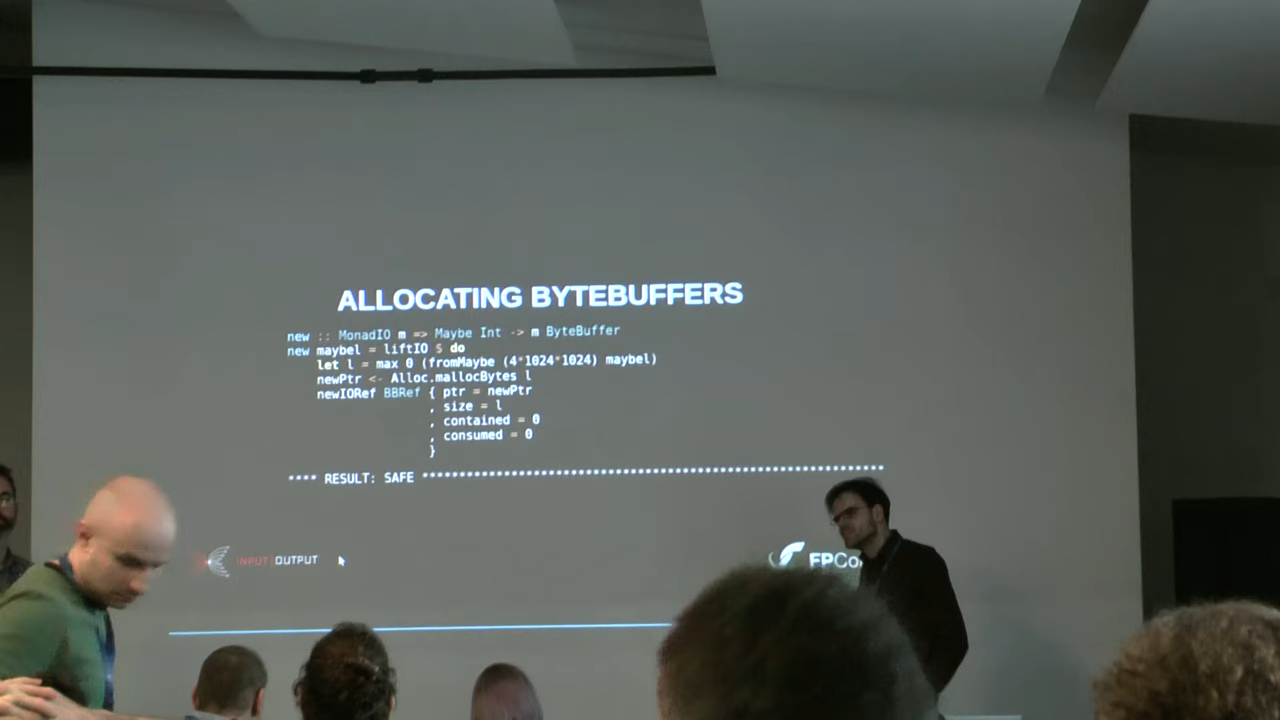 ALLOCATING BYTEBUFFERS
new :: MonadIO m => Maybe Int -> m ByteBuffer
new maybel = liftIO $ do
let l = max 0 (fromMaybe (4*1024*1024) maybel)
newPtr <- Alloc.mallocBytes l
newIORef BBRef { ptr = newPtr
, size = l
, contained = 0
, consumed = 0
}
**** RESULT: SAFE ***************************************************************
INPUT|OUTPUT
FPCo